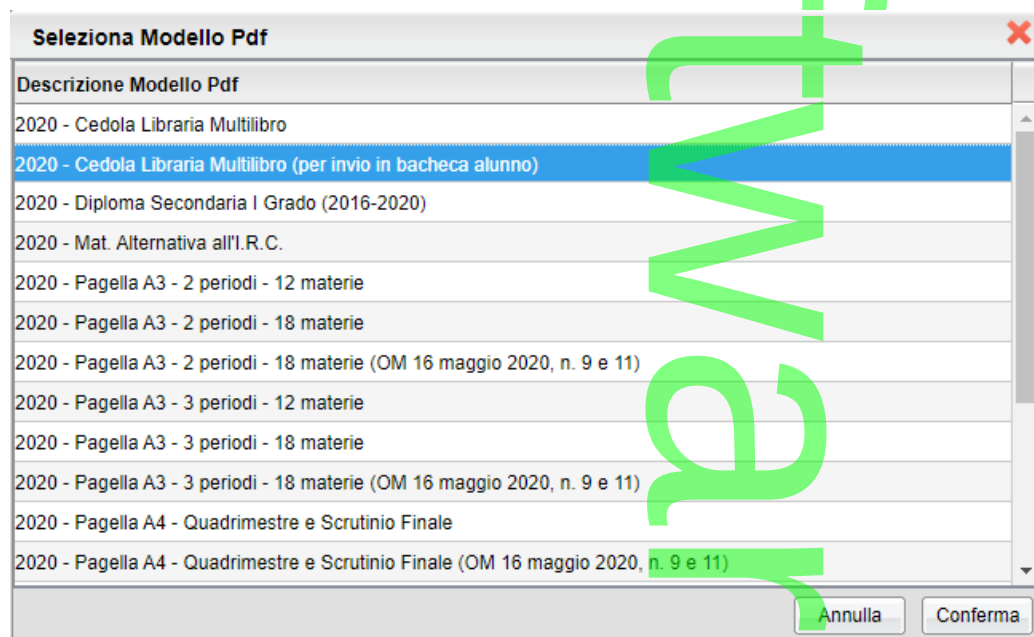 Seleziona Modello Pdf
Descrizione Modello Pdf
2020 - Cedola Libraria Multilibro
2020 - Cedola Libraria Multilibro (per invio in bacheca alunno)
2020 - Diploma Secondaria I Grado (2016-2020)
2020 - Mat. Alternativa all'I.R.C.
2020 - Pagella A3 - 2 periodi - 12 materie
2020 - Pagella A3 - 2 periodi - 18 materie
2020 - Pagella A3 - 2 periodi - 18 materie (OM 16 maggio 2020, n. 9 e 11)
2020 - Pagella A3 - 3 periodi - 12 materie
2020 - Pagella A3 - 3 periodi - 18 materie
2020 - Pagella A3 - 3 periodi - 18 materie (OM 16 maggio 2020, n. 9 e 11)
2020 - Pagella A4 - Quadrimestre e Scrutinio Finale
2020 - Pagella A4 - Quadrimestre e Scrutinio Finale (OM 16 maggio 2020, n. 9 e 11)
Annulla Conferma
twar